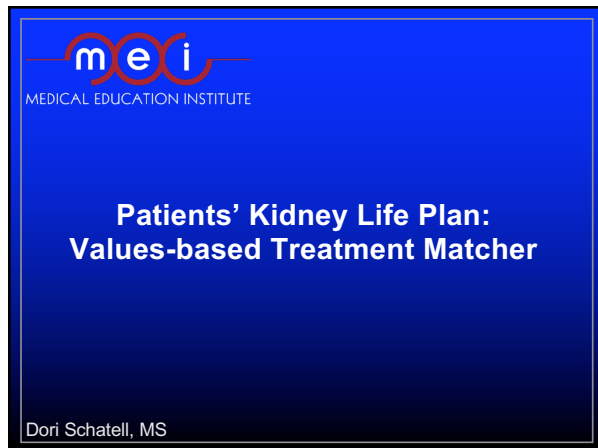 mei
MEDICAL EDUCATION INSTITUTE
Patients’ Kidney Life Plan:
Values-based Treatment Matcher
Dori Schatell, MS